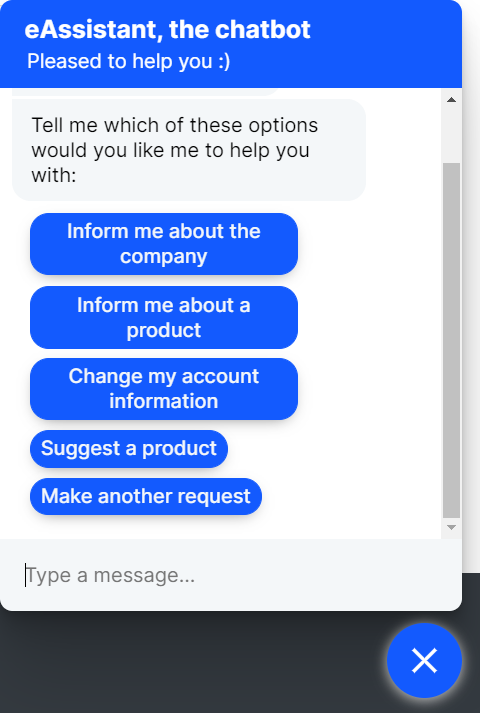 eAssistant, the chatbot
Pleased to help you :)
Tell me which of these options
would you like me to help you
with:
Inform me about the
company
Inform me about a
product
Change my account
information
Suggest a product
Make another request
Type a message...